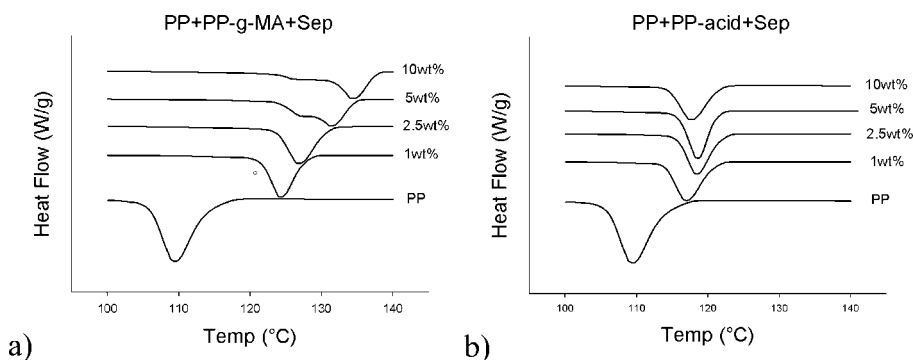 PP+PP-g-MA+Sep
10wt%
5wt%
2.5wt%
1wt%
PP
Heat Flow (W/g)
100 110 120 130 140
Temp (°C)
a)
PP+PP-acid+Sep
10wt%
5wt%
2.5wt%
1wt%
PP
Heat Flow (W/g)
100 110 120 130 140
Temp (°C)
b)